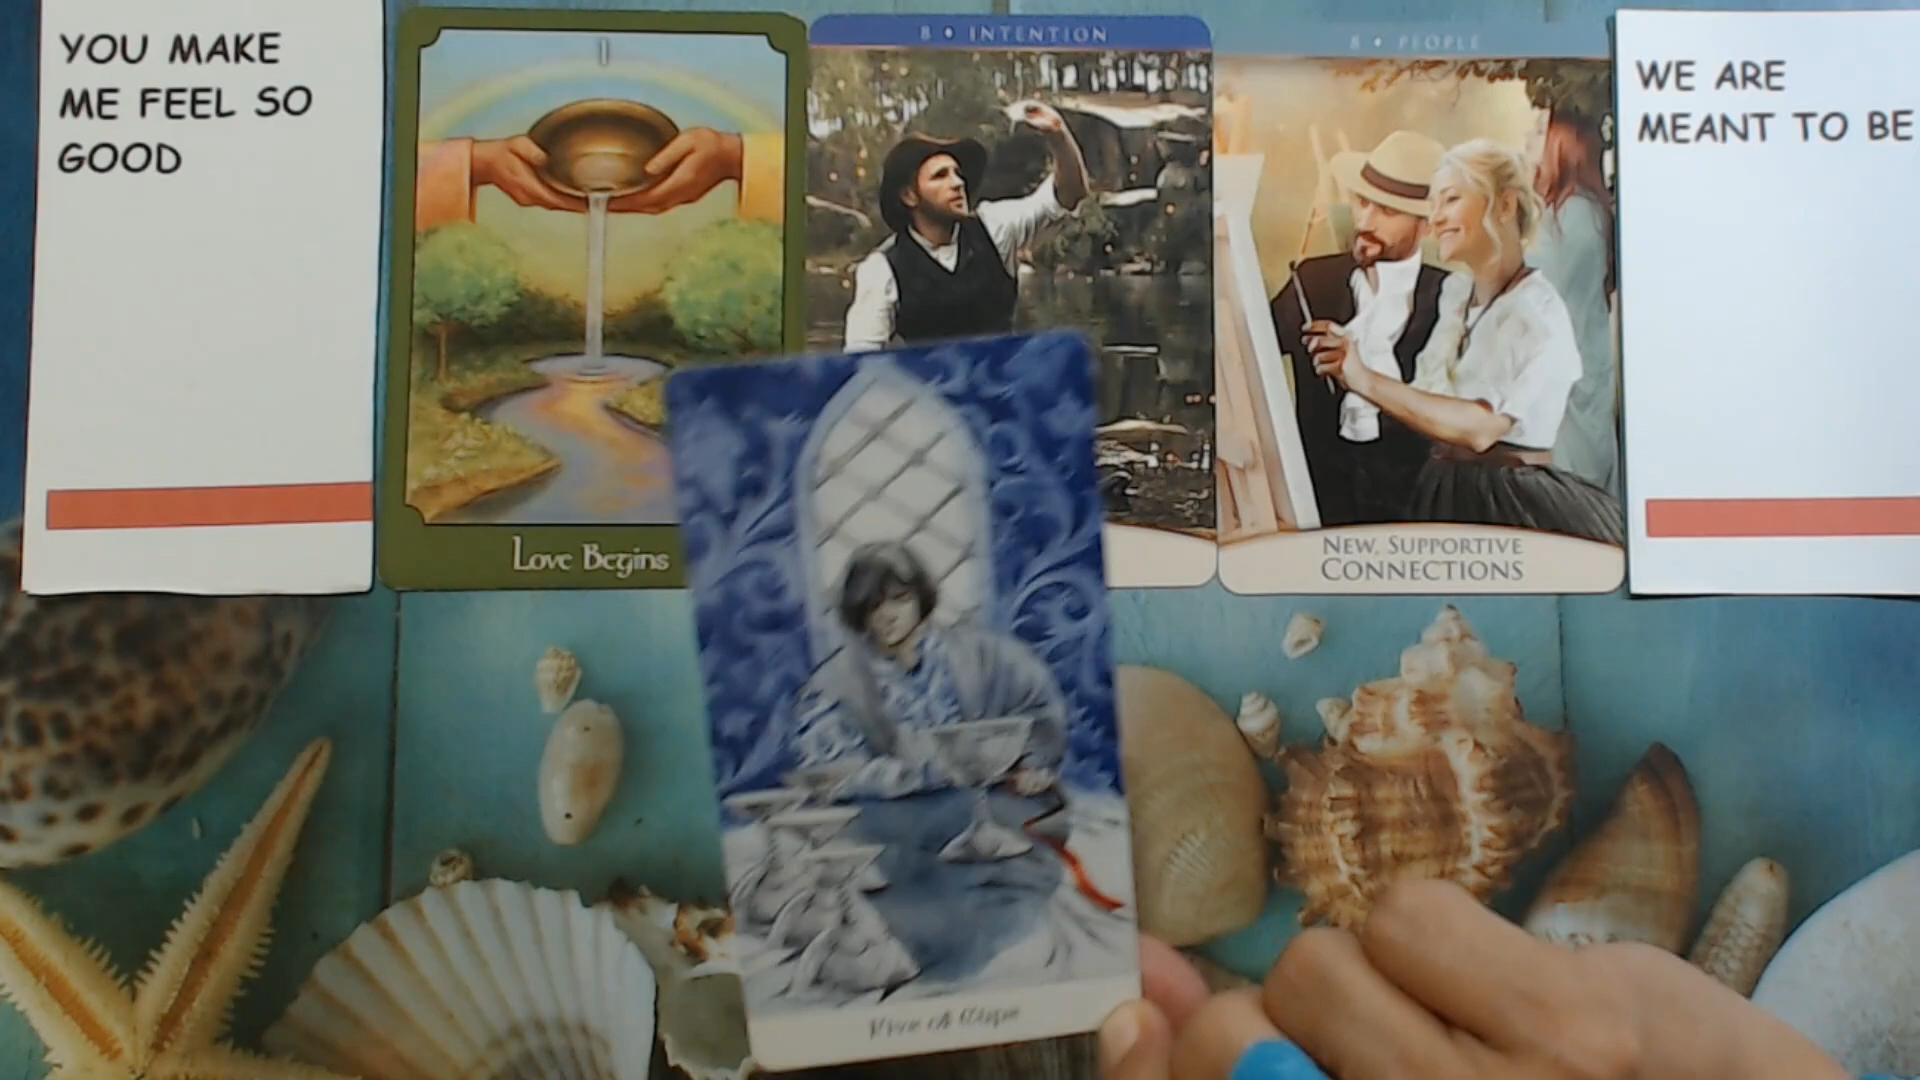 YOU MAKE
ME FEEL SO
GOOD
I
Love Begins
8 • INTENTION
8 • PEOPLE
NEW, SUPPORTIVE
CONNECTIONS
WE ARE
MEANT TO BE
Five of Cups